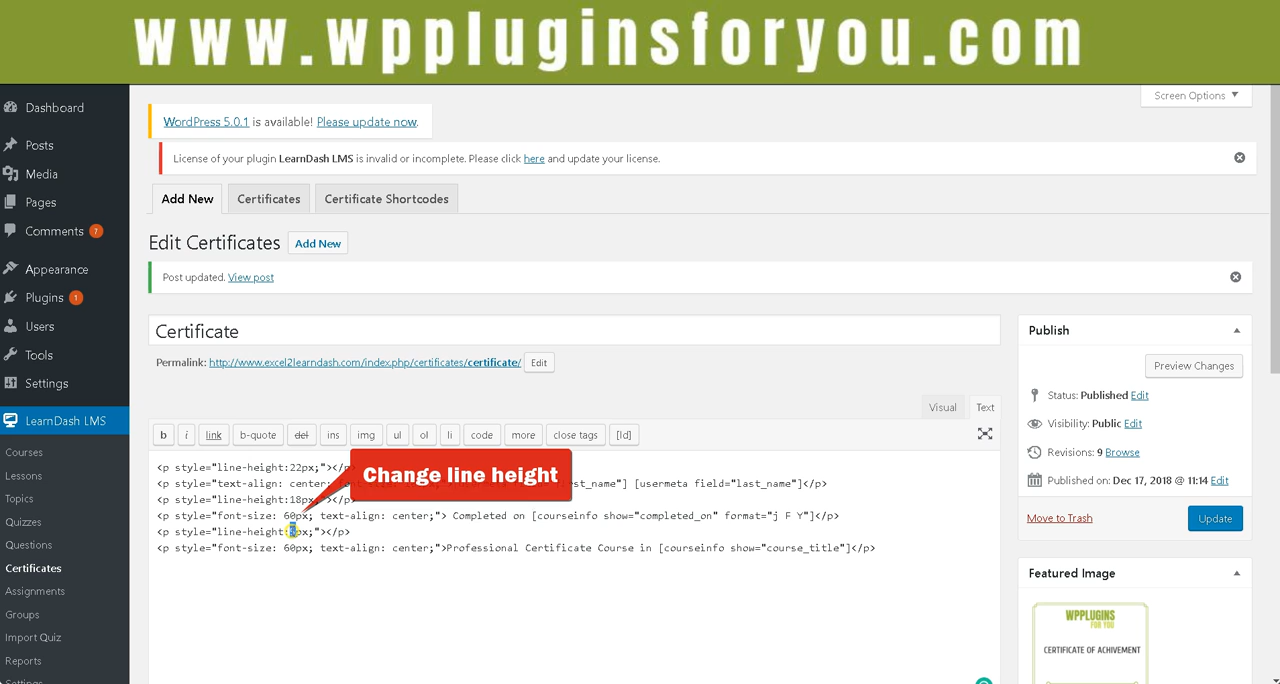 www.wppluginsforyou.com
Screen Options ▼
Dashboard
Posts
Media
Pages
Comments 7
Appearance
Plugins 1
Users
Tools
Settings
LearnDash LMS
Courses
Lessons
Topics
Quizzes
Questions
Certificates
Assignments
Groups
Import Quiz
Reports
Settings
WordPress 5.0.1 is available! Please update now.
License of your plugin LearnDash LMS is invalid or incomplete. Please click here and update your license.
Add New Certificates Certificate Shortcodes
Edit Certificates Add New
Post updated. View post
Certificate
Permalink: http://www.excel2learndash.com/index.php/certificates/certificate/ Edit
Visual Text
b i link b-quote del ins img ul ol li code more close tags [ld]
<p style="line-height:22px;"></p>
<p style="text-align: center; first_name"] [usermeta field="last_name"]</p>
<p style="line-height:18px;"></p>
<p style="font-size: 60px; text-align: center;"> Completed on [courseinfo show="completed_on" format="j F Y"]</p>
<p style="line-height: px;"></p>
<p style="font-size: 60px; text-align: center;">Professional Certificate Course in [courseinfo show="course_title"]</p>
Change line height
Publish
Preview Changes
Status: Published Edit
Visibility: Public Edit
Revisions: 9 Browse
Published on: Dec 17, 2018 @ 11:14 Edit
Move to Trash Update
Featured Image
WPPLUGINS
FOR YOU
CERTIFICATE OF ACHIVEMENT